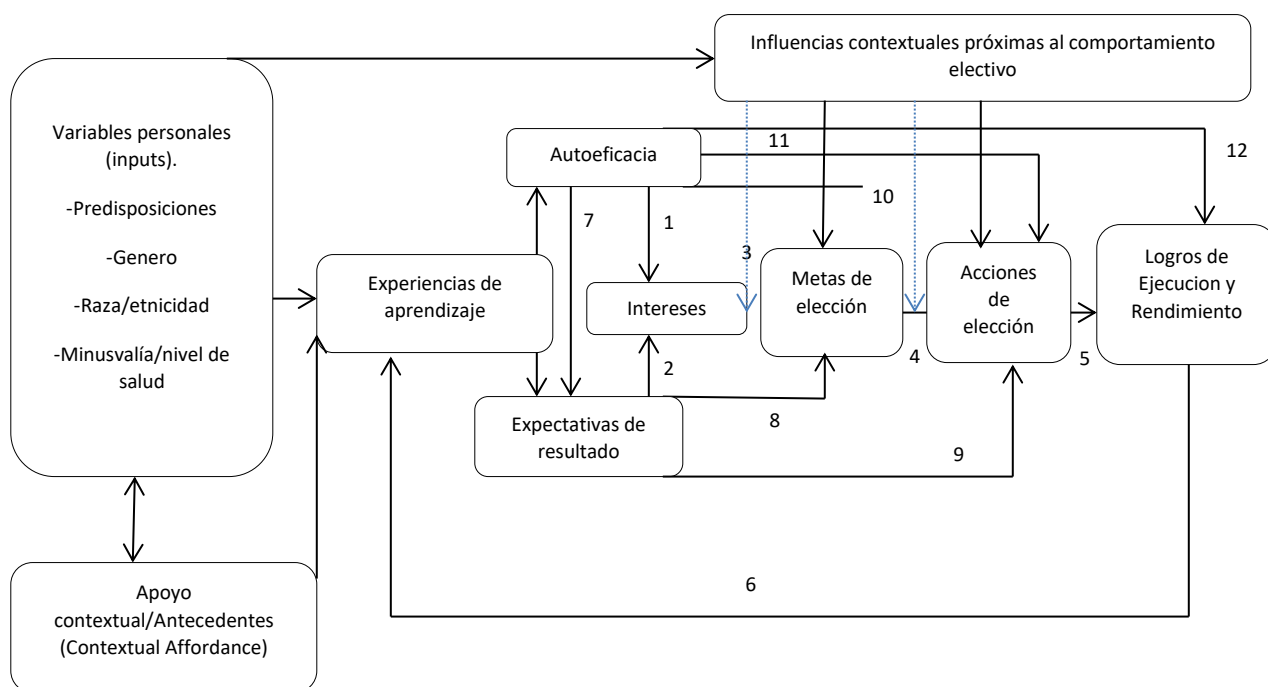 Influencias contextuales próximas al comportamiento
electivo
Variables personales
(inputs).
-Predisposiciones
-Genero
-Raza/etnicidad
-Minusvalía/nivel de
salud
Autoeficacia
11
12
10
7
1
3
Experiencias de
aprendizaje
Intereses
Metas de
elección
Acciones
de
elección
Logros de
Ejecucion y
Rendimiento
2
4
5
8
Expectativas de
resultado
9
6
Apoyo
contextual/Antecedentes
(Contextual Affordance)